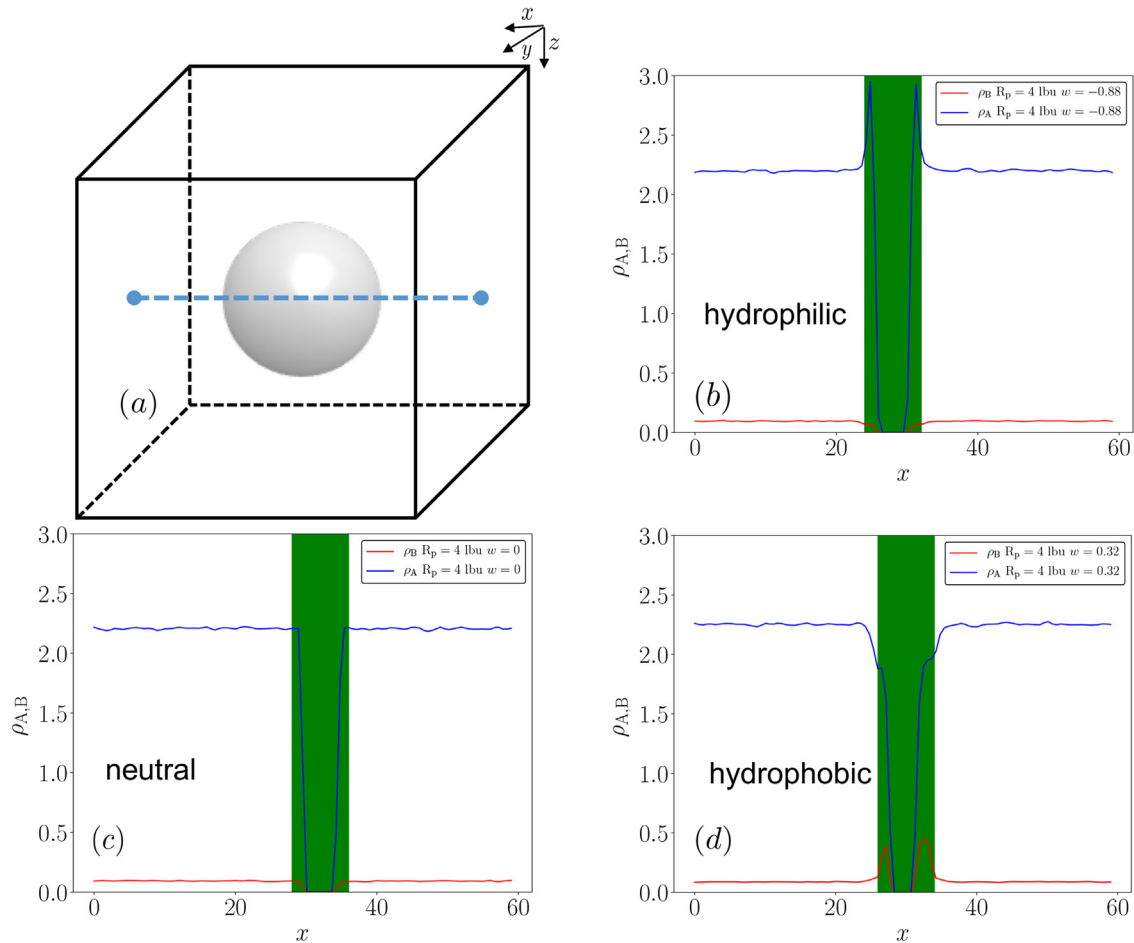 x
y
z
(a)
3.0
2.5
2.0
1.5
1.0
0.5
0.0
ρA,B
ρB Rp = 4 lbu w = −0.88
ρA Rp = 4 lbu w = −0.88
hydrophilic
(b)
0 20 40 60
x
3.0
2.5
2.0
1.5
1.0
0.5
0.0
ρA,B
ρB Rp = 4 lbu w = 0
ρA Rp = 4 lbu w = 0
neutral
(c)
0 20 40 60
x
3.0
2.5
2.0
1.5
1.0
0.5
0.0
ρA,B
ρB Rp = 4 lbu w = 0.32
ρA Rp = 4 lbu w = 0.32
hydrophobic
(d)
0 20 40 60
x